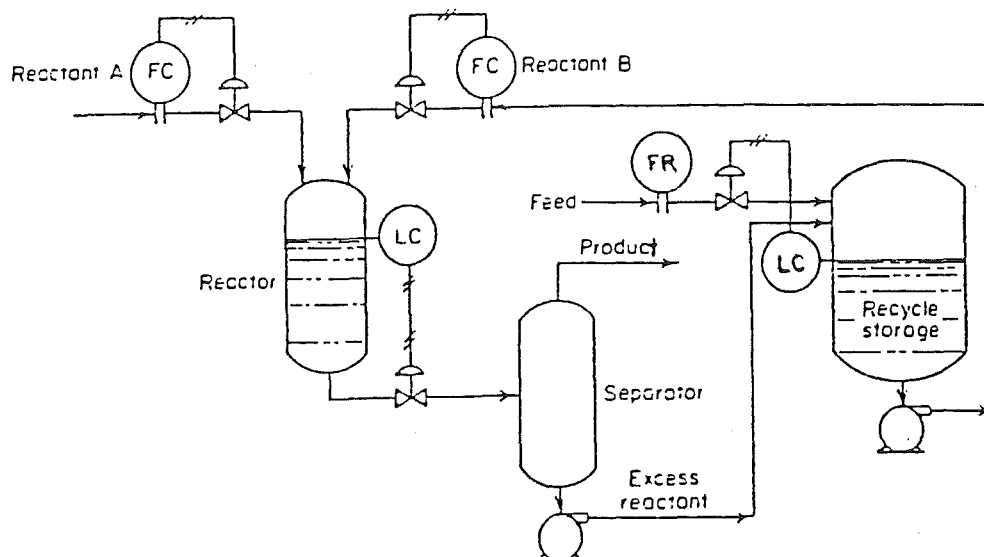 Reactant A
FC
FC
Reactant B
FR
Feed
LC
Product
LC
Reactor
Recycle
storage
Separator
Excess
reactant